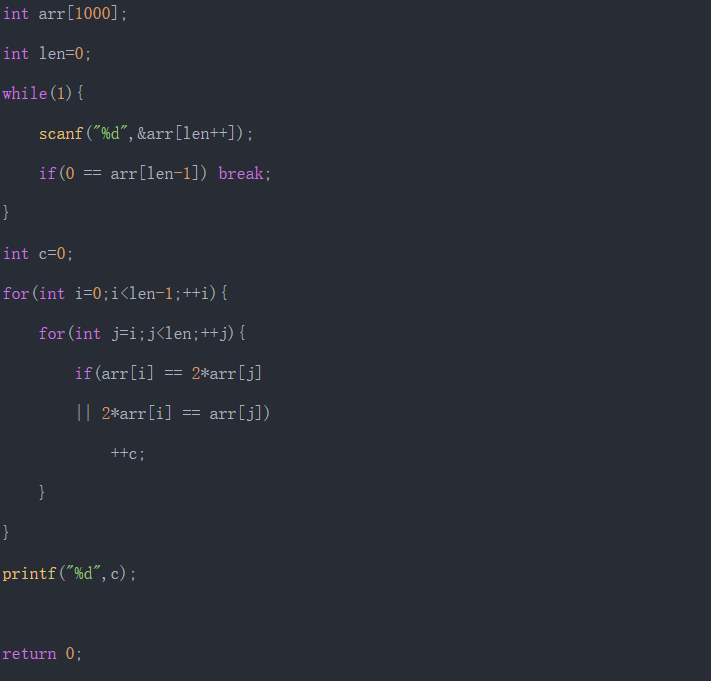 int arr[1000];
int len=0;
while(1){
    scanf("%d",&arr[len++]);
    if(0 == arr[len-1]) break;
}
int c=0;
for(int i=0;i<len-1;++i){
    for(int j=i;j<len;++j){
        if(arr[i] == 2*arr[j]
        || 2*arr[i] == arr[j])
            ++c;
    }
}
printf("%d",c);
return 0;